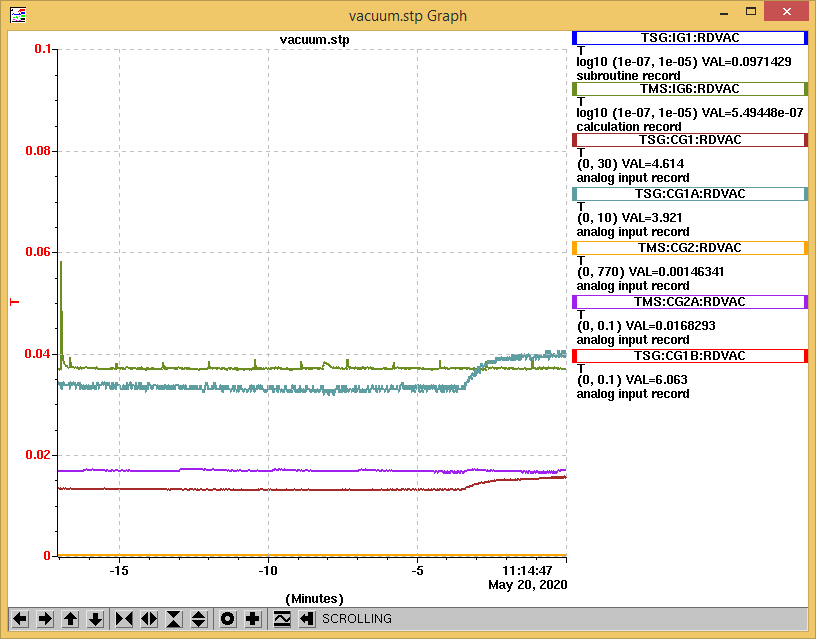 vacuum.stp Graph
vacuum.stp
0.1
0.08
0.06
T
0.04
0.02
0
-15
-10
-5
11:14:47
May 20, 2020
(Minutes)
TSG:IG1:RDVAC
T
log10 (1e-07, 1e-05) VAL=0.0971429
subroutine record
TMS:IG6:RDVAC
T
log10 (1e-07, 1e-05) VAL=5.49448e-07
calculation record
TSG:CG1:RDVAC
T
(0, 30) VAL=4.614
analog input record
TSG:CG1A:RDVAC
T
(0, 10) VAL=3.921
analog input record
TMS:CG2:RDVAC
T
(0, 770) VAL=0.00146341
analog input record
TMS:CG2A:RDVAC
T
(0, 0.1) VAL=0.0168293
analog input record
TSG:CG1B:RDVAC
T
(0, 0.1) VAL=6.063
analog input record
SCROLLING